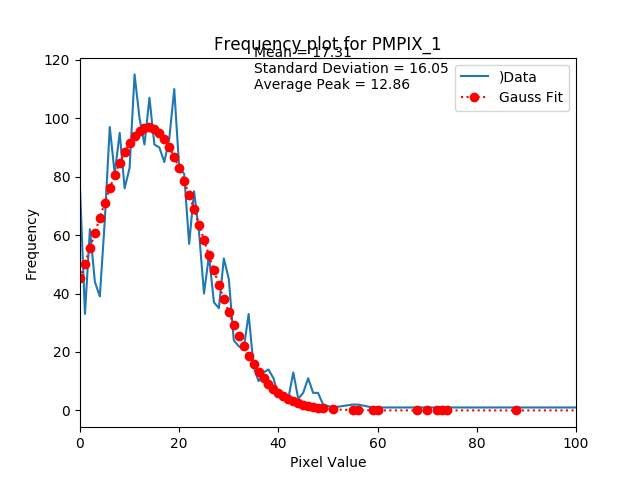 Frequency plot for PMPIX_1
Mean = 17.31
Standard Deviation = 16.05
Average Peak = 12.86
)Data
Gauss Fit
Frequency
120
100
80
60
40
20
0
0 20 40 60 80 100
Pixel Value